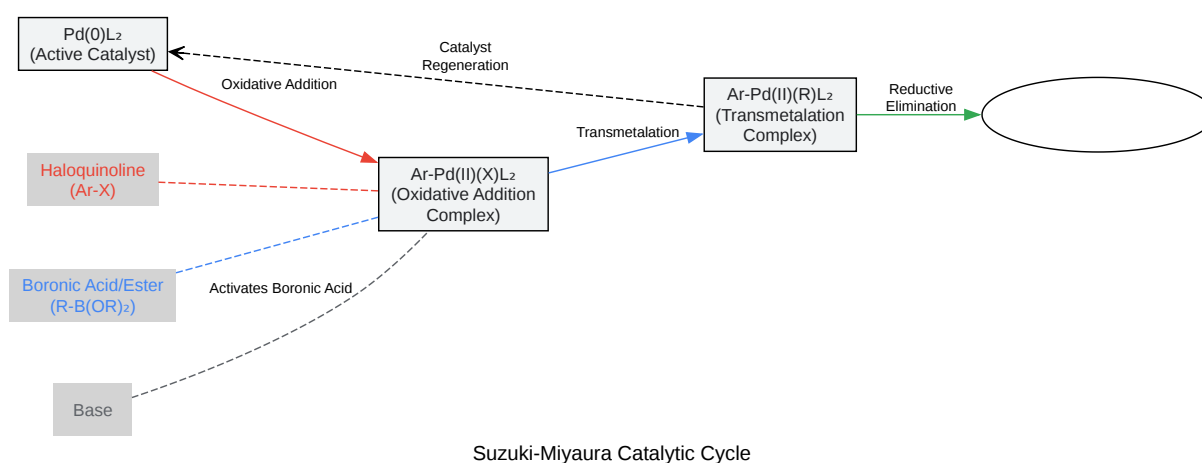 Pd(0)L₂
(Active Catalyst)
Catalyst
Regeneration
Oxidative Addition
Ar-Pd(II)(R)L₂
(Transmetalation
Complex)
Reductive
Elimination
Transmetalation
Haloquinoline
(Ar-X)
Ar-Pd(II)(X)L₂
(Oxidative Addition
Complex)
Boronic Acid/Ester
(R-B(OR)₂)
Activates Boronic Acid
Base
Suzuki-Miyaura Catalytic Cycle